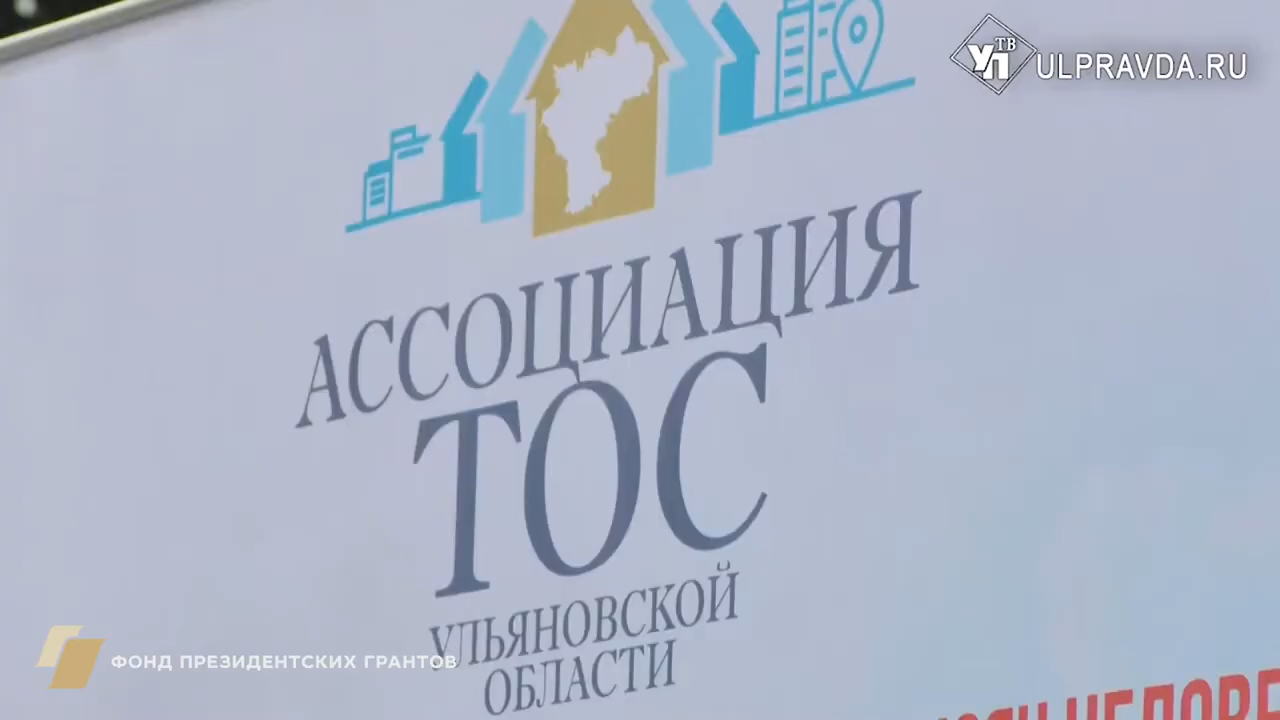 УП ТВ
ULPRAVDA.RU
АССОЦИАЦИЯ
ТОС
УЛЬЯНОВСКОЙ
ОБЛАСТИ
ФОНД ПРЕЗИДЕНТСКИХ ГРАНТОВ